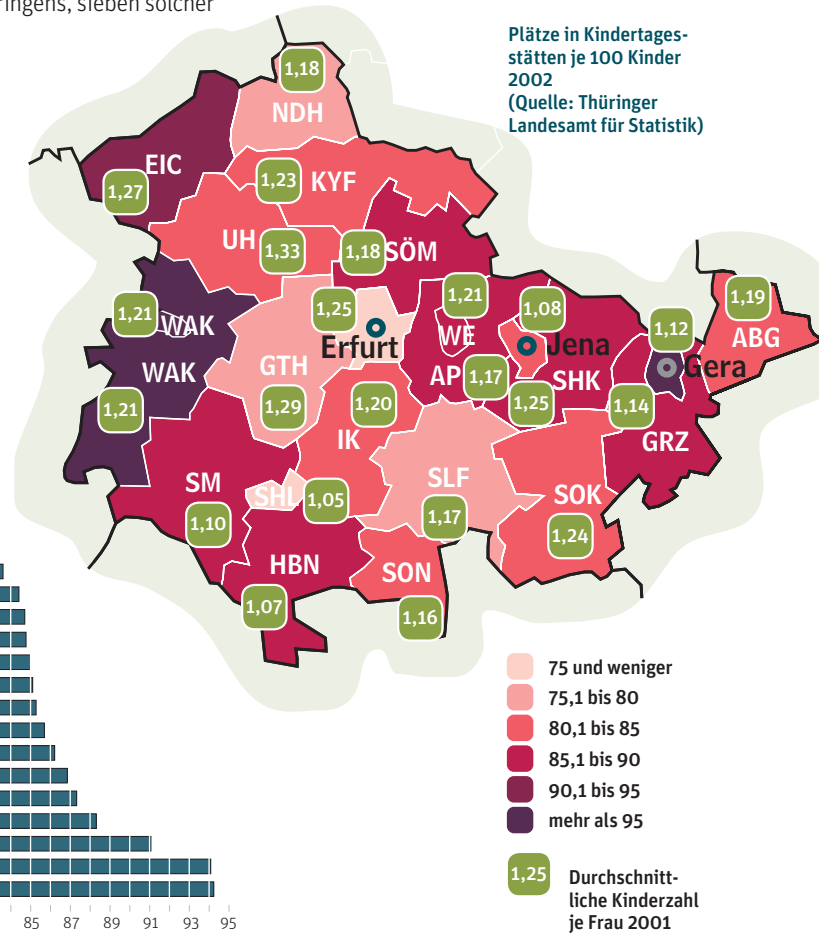 ringens, sieben solcher
Plätze in Kindertages-
stätten je 100 Kinder
2002
(Quelle: Thüringer
Landesamt für Statistik)
1,18
NDH
EIC
1,27
1,23
KYF
UH
1,33
1,18
SÖM
1,21
WAK
WAK
1,21
1,25
Erfurt
GTH
1,29
1,21
WE
AP
1,17
1,08
Jena
SHK
1,25
1,12
Gera
1,14
GRZ
1,19
ABG
1,20
IK
SM
1,10
SHL
1,05
SLF
1,17
SOK
1,24
HBN
1,07
SON
1,16
75 und weniger
75,1 bis 80
80,1 bis 85
85,1 bis 90
90,1 bis 95
mehr als 95
1,25
Durchschnitt-
liche Kinderzahl
je Frau 2001
85 87 89 91 93 95